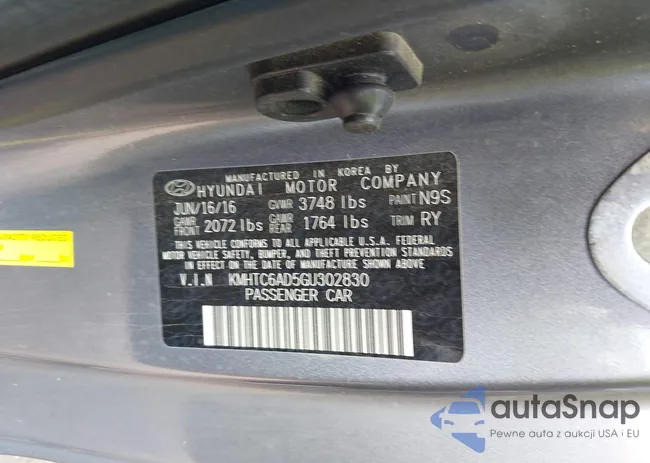 MANUFACTURED IN KOREA BY
HYUNDAI MOTOR COMPANY
JUN/16/16 GVWR 3748 lbs PAINT N9S
GAWR FRONT 2072 lbs GAWR REAR 1764 lbs TRIM RY
THIS VEHICLE CONFORMS TO ALL APPLICABLE U.S.A. FEDERAL
MOTOR VEHICLE SAFETY, BUMPER, AND THEFT PREVENTION STANDARDS
IN EFFECT ON THE DATE OF MANUFACTURE SHOWN ABOVE.
V.I.N KMHTC6AD5GU302830
PASSENGER CAR
autaSnap
Pewne auta z aukcji USA i EU